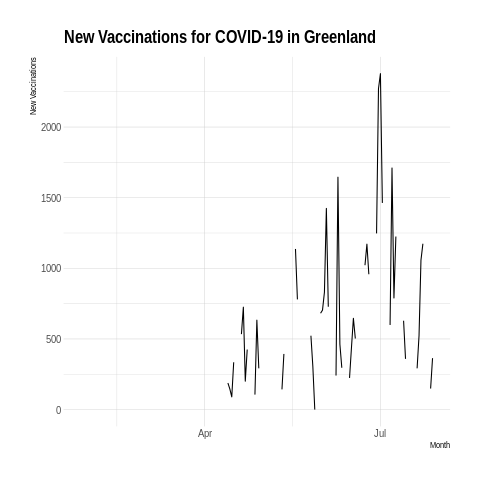 New Vaccinations for COVID-19 in Greenland
New Vaccinations
2000
1500
1000
500
0
Apr
Jul
Month